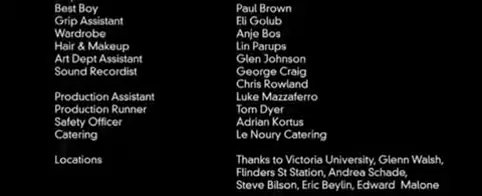 Best Boy Paul Brown
Grip Assistant Eli Golub
Wardrobe Anje Bos
Hair & Makeup Lin Parups
Art Dept Assistant Glen Johnson
Sound Recordist George Craig
Chris Rowland
Production Assistant Luke Mazzaferro
Production Runner Tom Dyer
Safety Officer Adrian Kortus
Catering Le Noury Catering
Locations Thanks to Victoria University, Glenn Walsh,
Flinders St Station, Andrea Schade,
Steve Bilson, Eric Beylin, Edward Malone